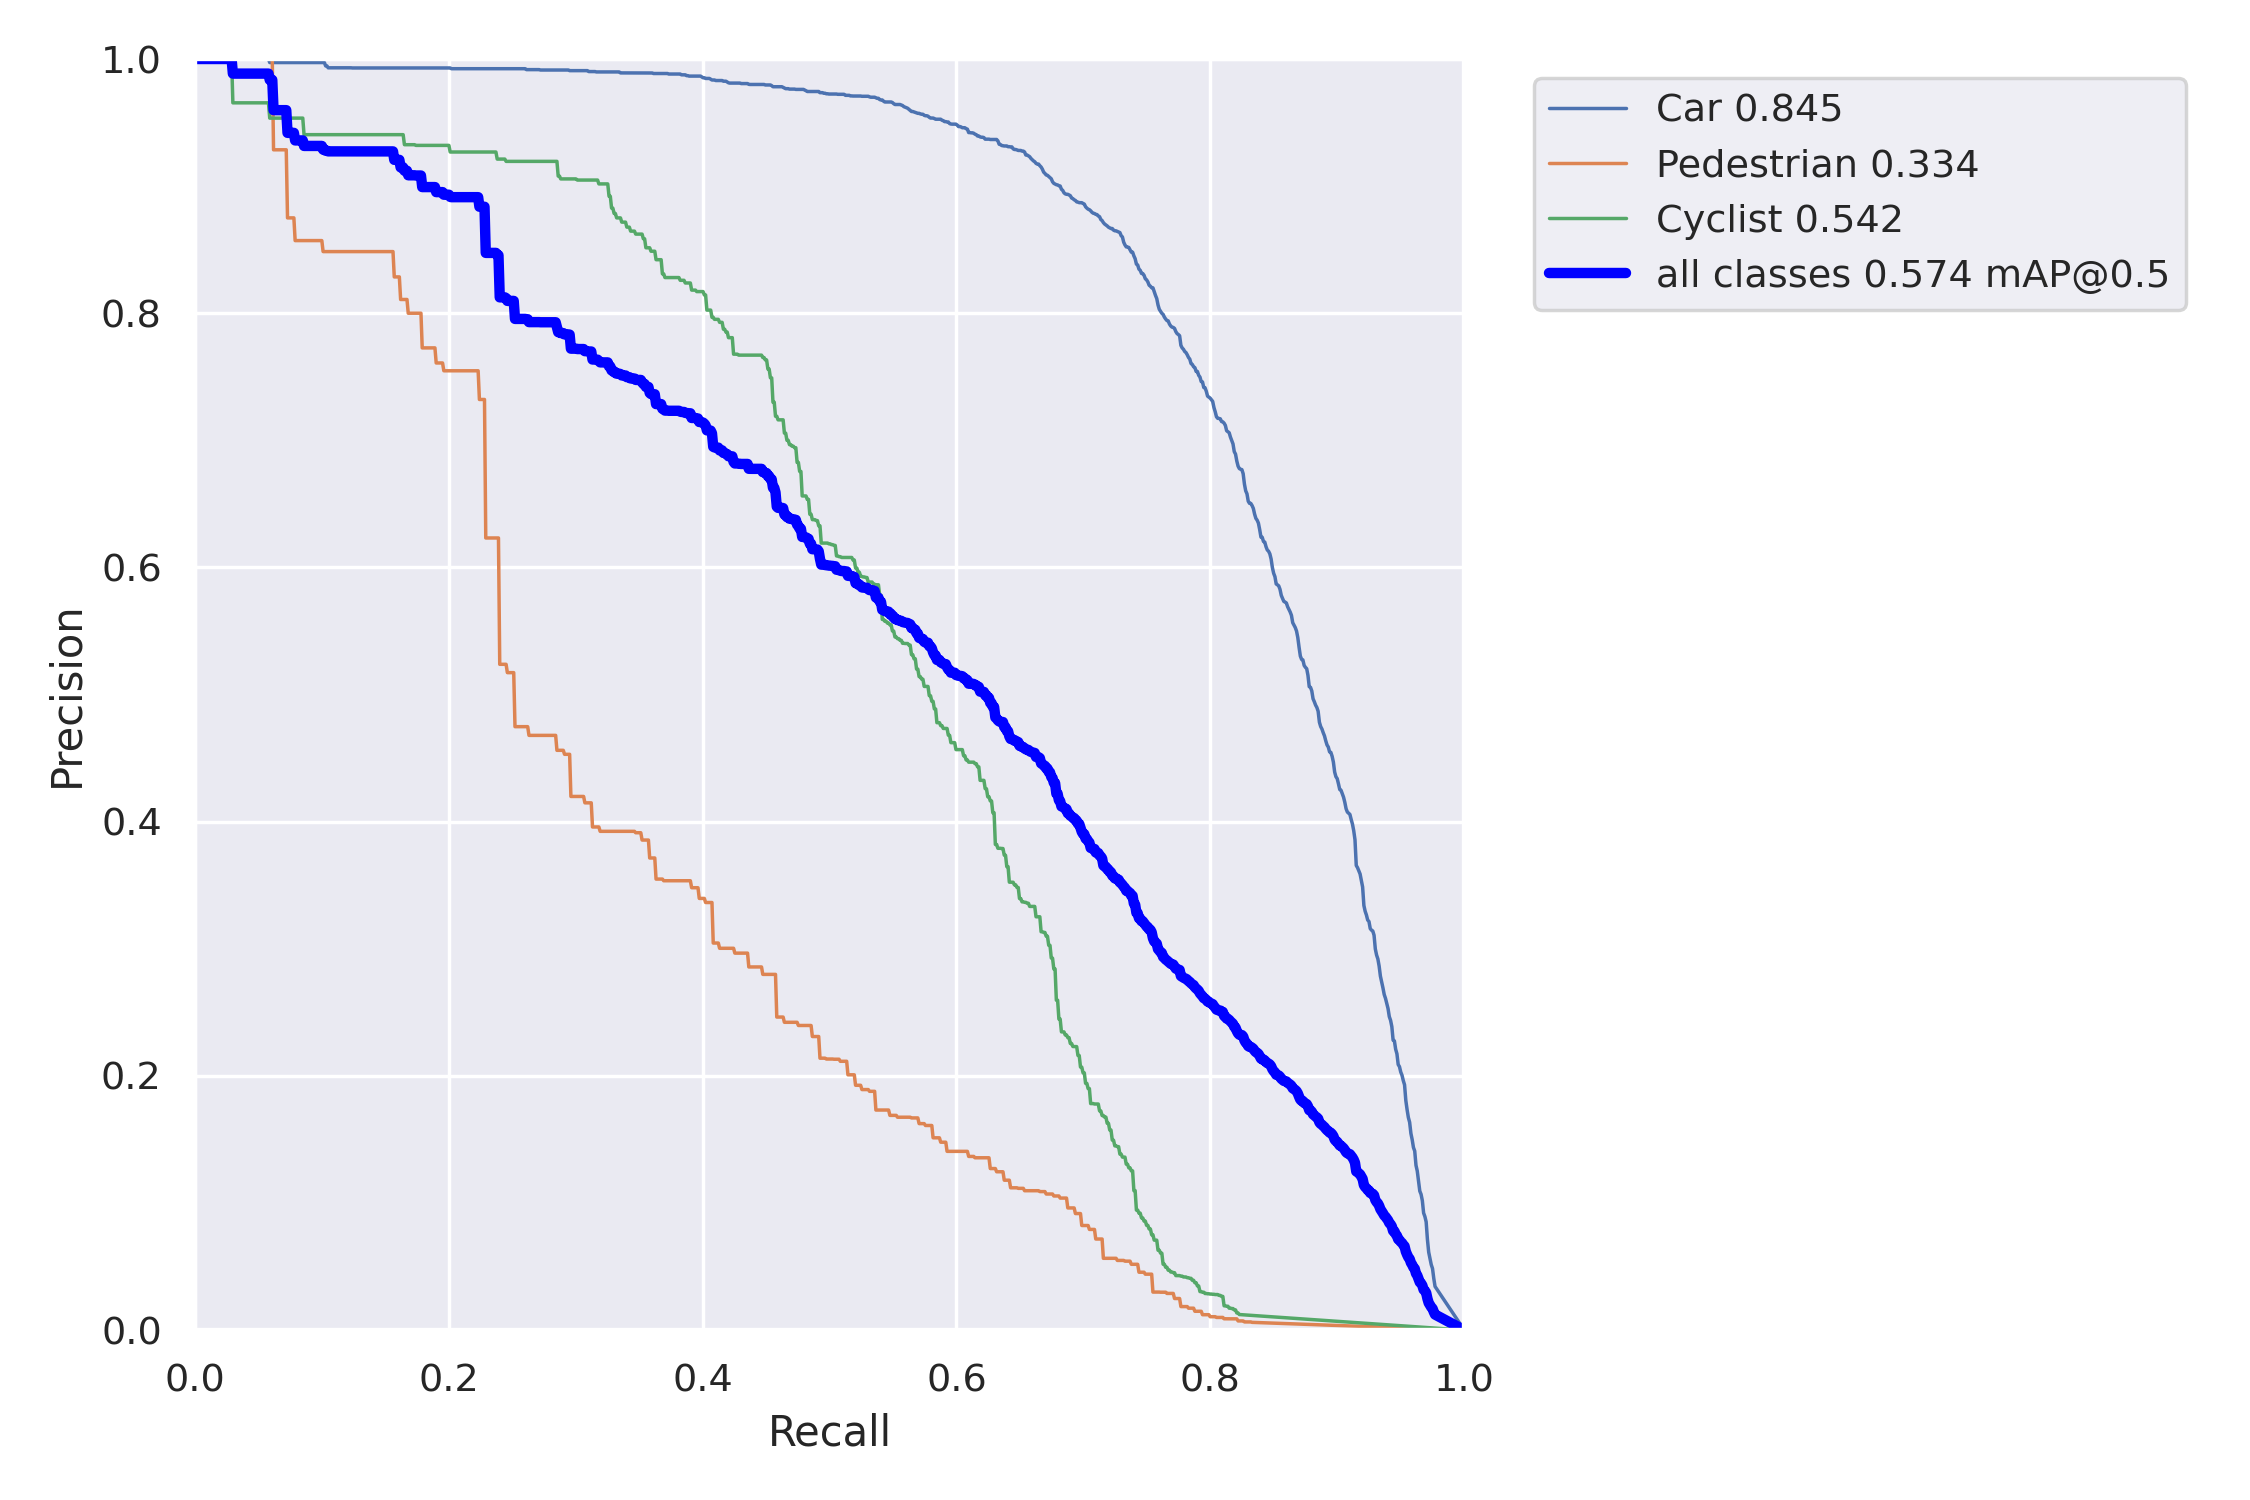 1.0
0.8
0.6
0.4
0.2
0.0
Precision
0.0 0.2 0.4 0.6 0.8 1.0
Recall
Car 0.845
Pedestrian 0.334
Cyclist 0.542
all classes 0.574 mAP@0.5